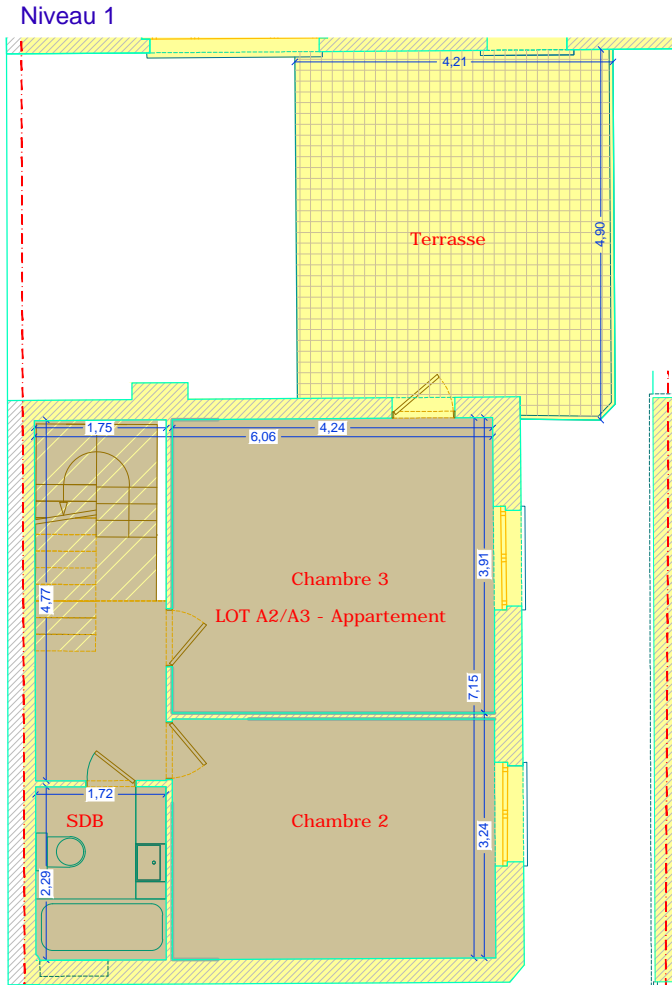 Niveau 1
4,21
4,90
Terrasse
1,75
4,24
6,06
3,91
Chambre 3
4,77
LOT A2/A3 - Appartement
7,15
1,72
SDB
Chambre 2
3,24
2,29